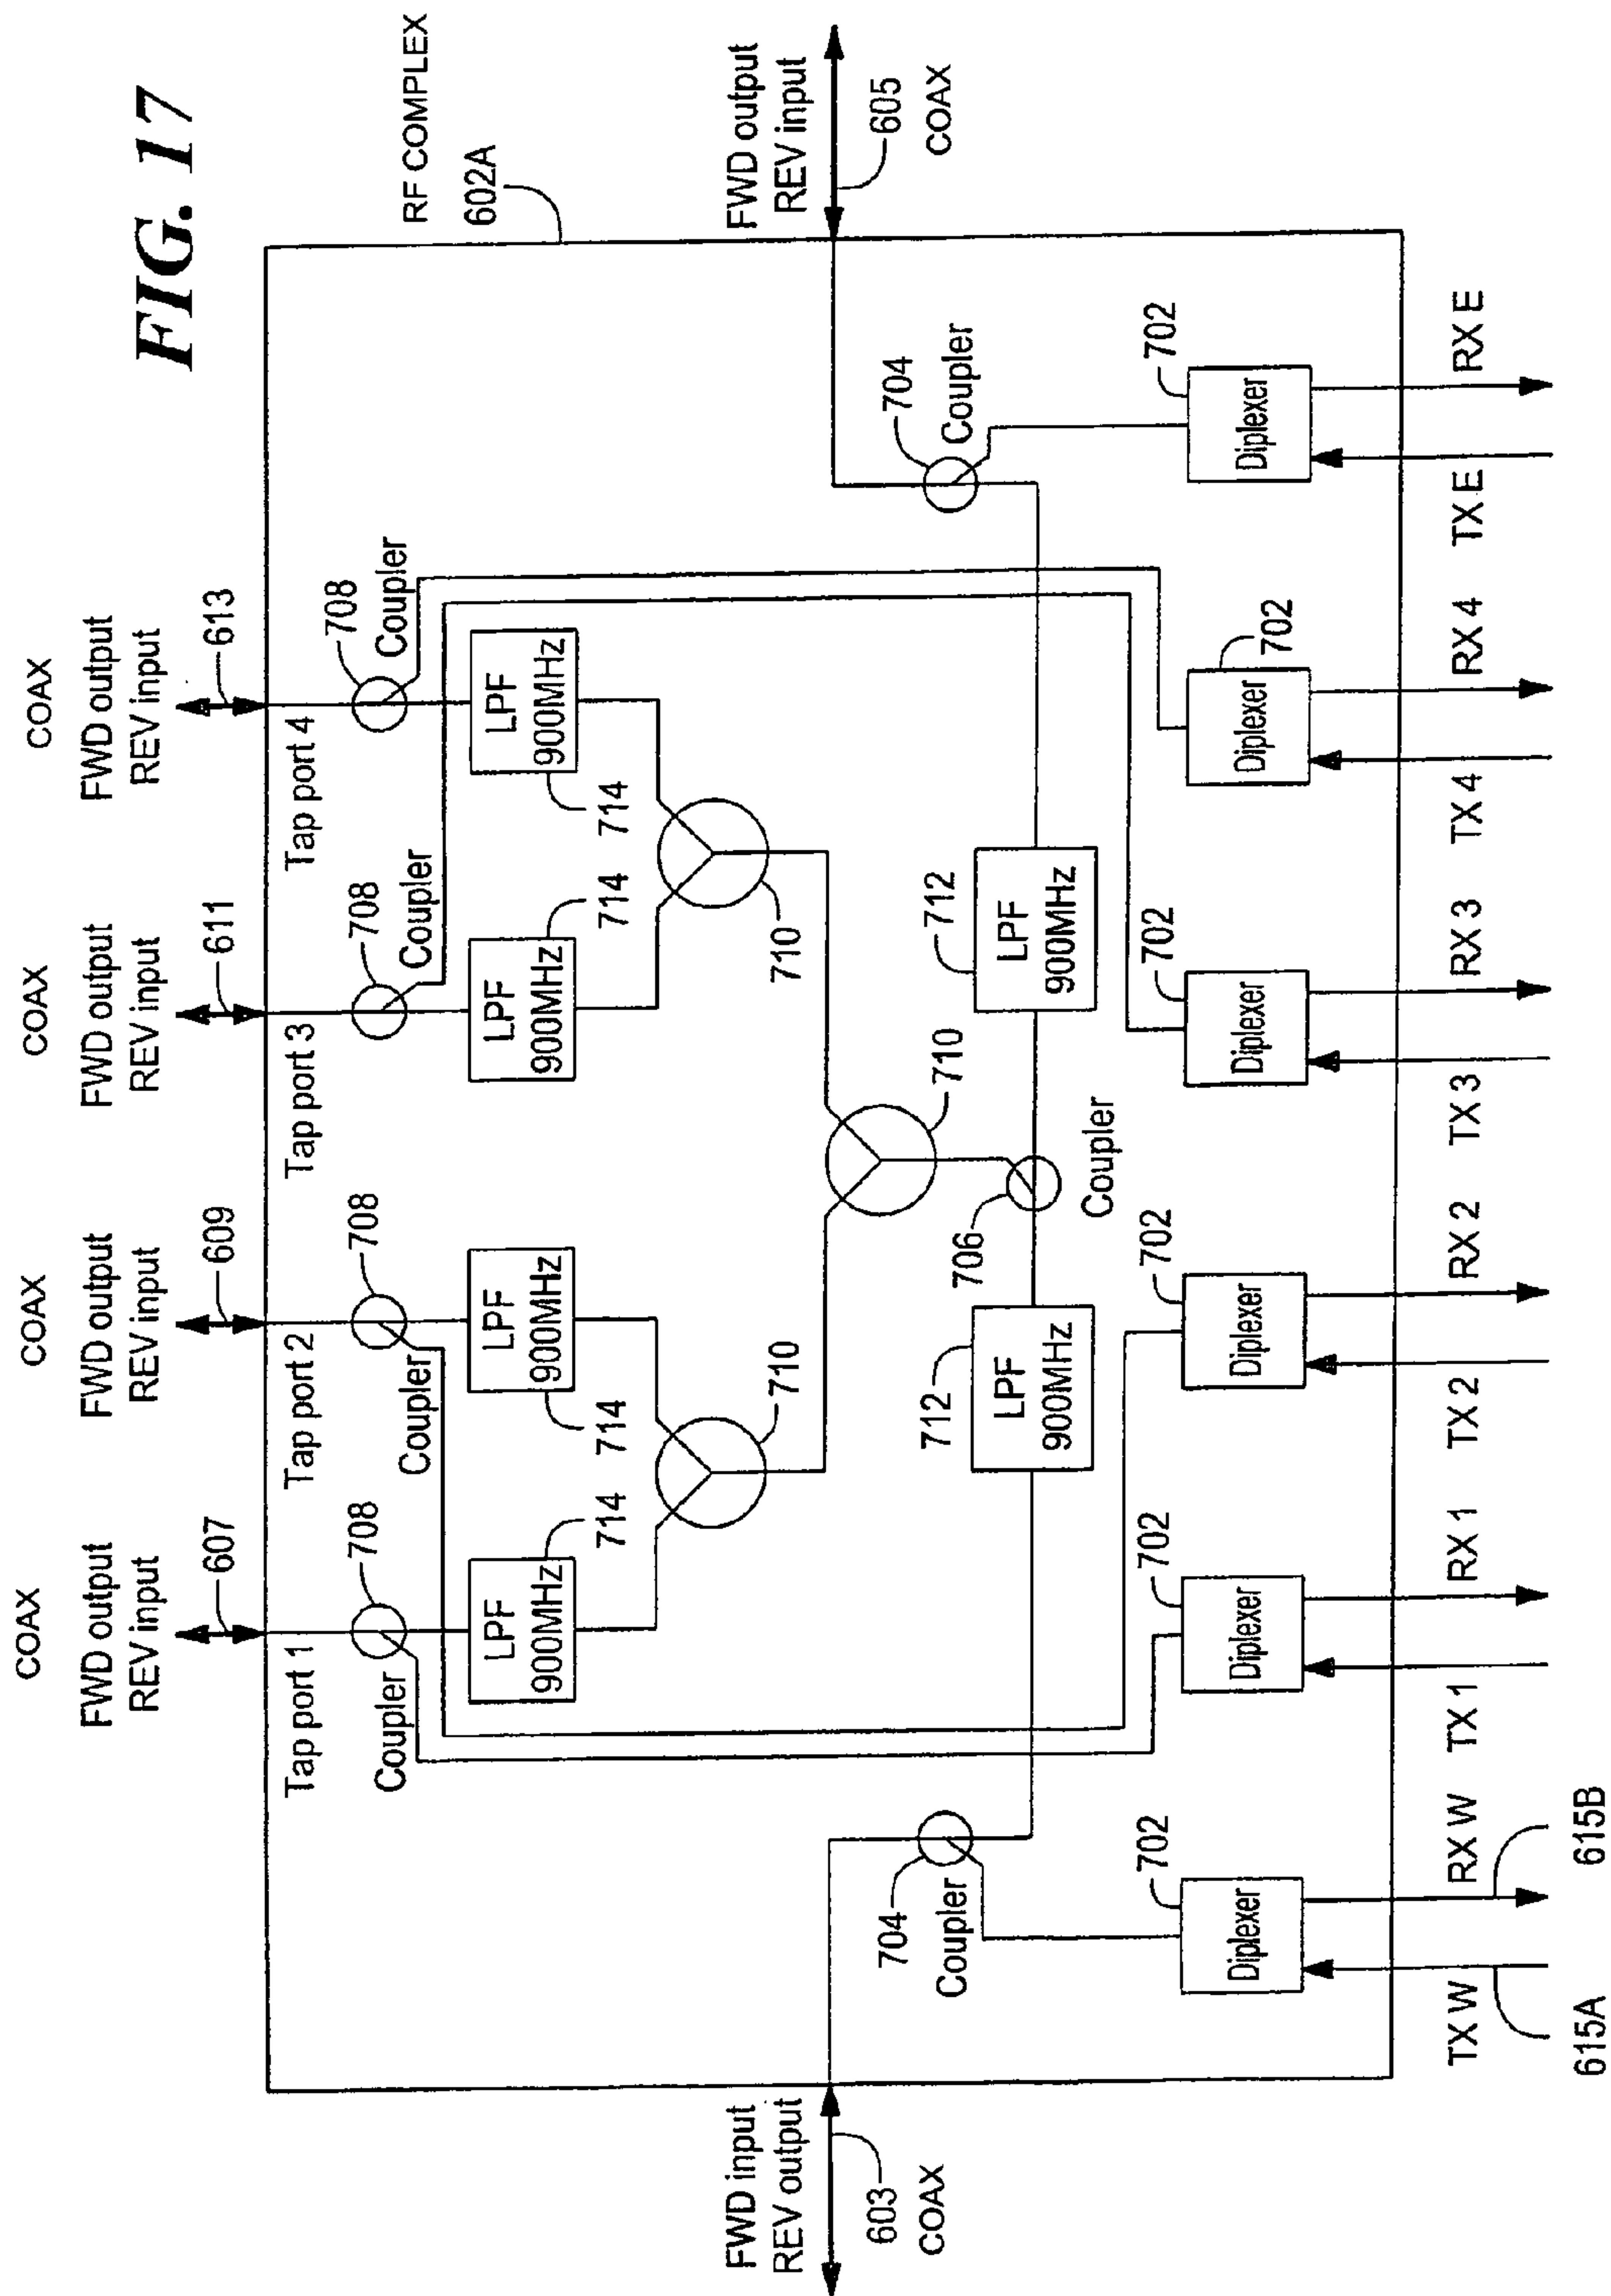 FIG. 17
RF COMPLEX
602A
COAX
FWD output
REV input
607
COAX
FWD output
REV input
609
COAX
FWD output
REV input
611
COAX
FWD output
REV input
613
Tap port 1
Tap port 2
Tap port 3
Tap port 4
708
Coupler
708
Coupler
708
Coupler
708
Coupler
LPF
900MHz
714
LPF
900MHz
714
LPF
900MHz
714
LPF
900MHz
714
710
710
710
FWD input
REV output
603
COAX
FWD output
REV input
605
COAX
704
Coupler
712
LPF
900MHz
706
Coupler
712
LPF
900MHz
704
Coupler
702
Diplexer
702
Diplexer
702
Diplexer
702
Diplexer
702
Diplexer
702
Diplexer
TX W
RX W
TX 1
RX 1
TX 2
RX 2
TX 3
RX 3
TX 4
RX 4
TX E
RX E
615A
615B